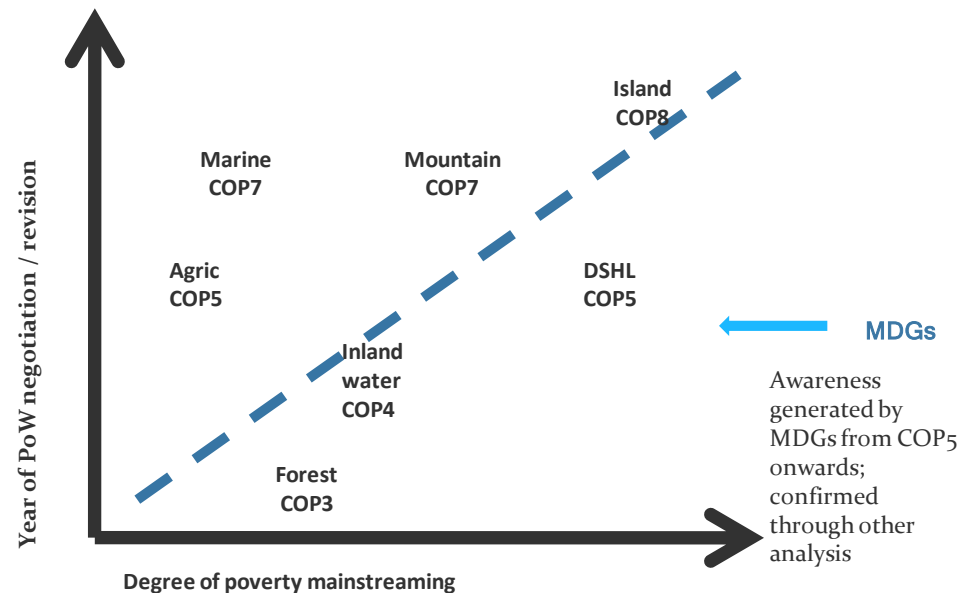 Year of PoW negotiation / revision
Island
COP8
Marine
COP7
Mountain
COP7
Agric
COP5
DSHL
COP5
Inland
water
COP4
Forest
COP3
MDGs
Awareness
generated by
MDGs from COP5
onwards;
confirmed
through other
analysis
Degree of poverty mainstreaming